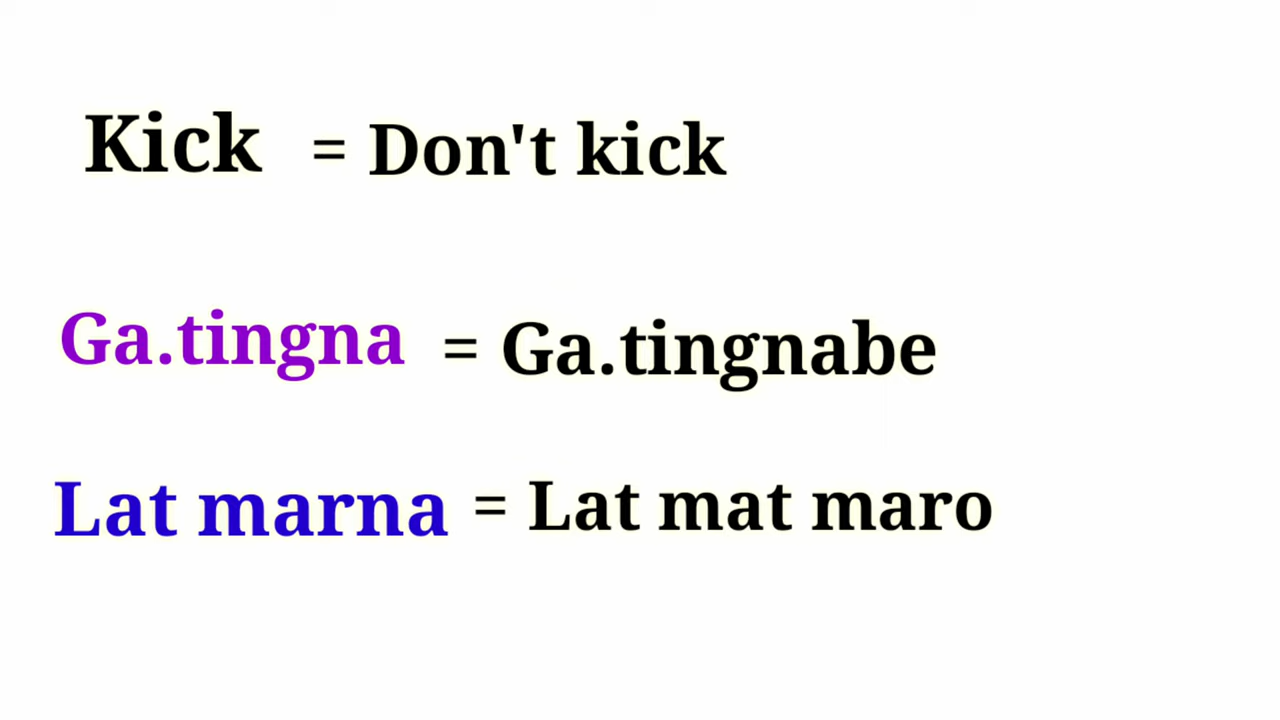 Kick = Don't kick
Ga.tingna = Ga.tingnabe
Lat marna = Lat mat maro